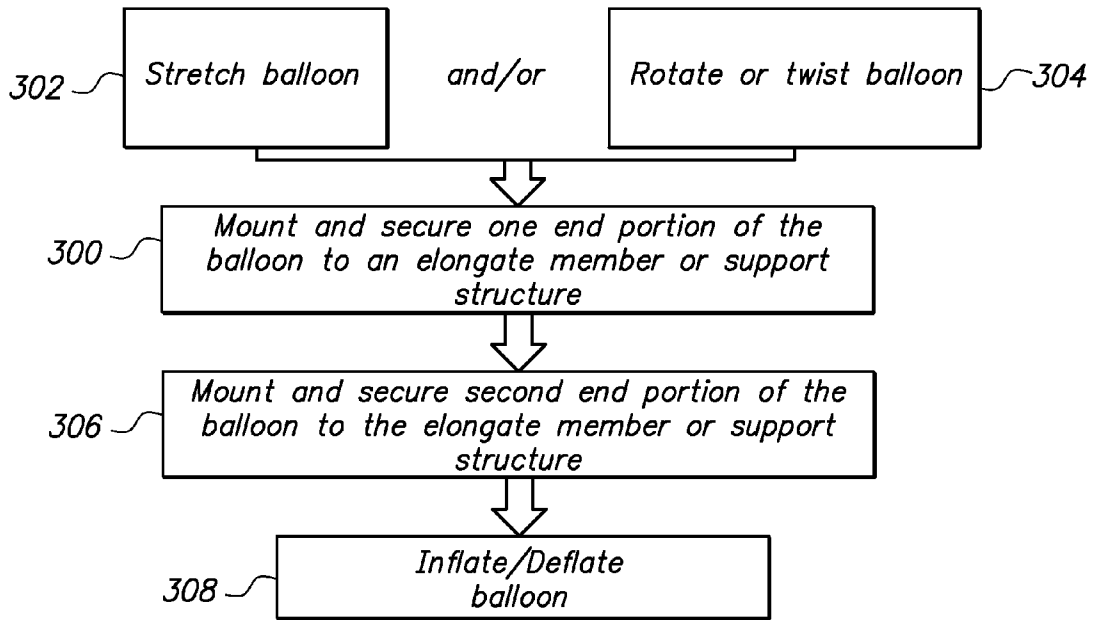 302
Stretch balloon
and/or
Rotate or twist balloon
304
300
Mount and secure one end portion of the
balloon to an elongate member or support
structure
306
Mount and secure second end portion of the
balloon to the elongate member or support
structure
308
Inflate/Deflate
balloon